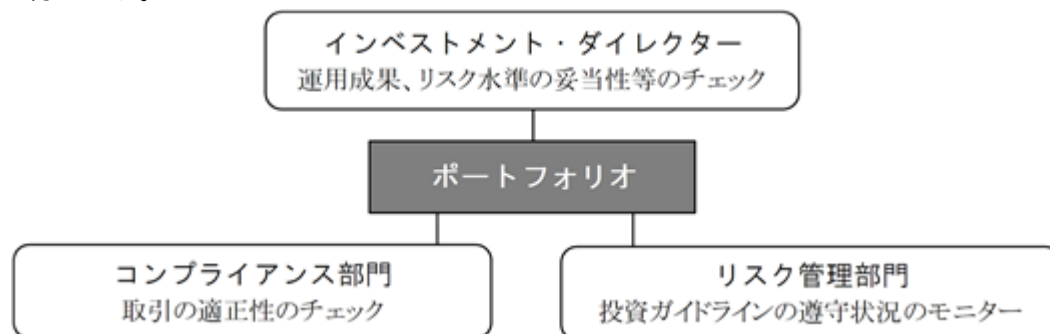 インベストメント・ダイレクター
運用成果、リスク水準の妥当性等のチェック
ポートフォリオ
コンプライアンス部門
取引の適正性のチェック
リスク管理部門
投資ガイドラインの遵守状況のモニター